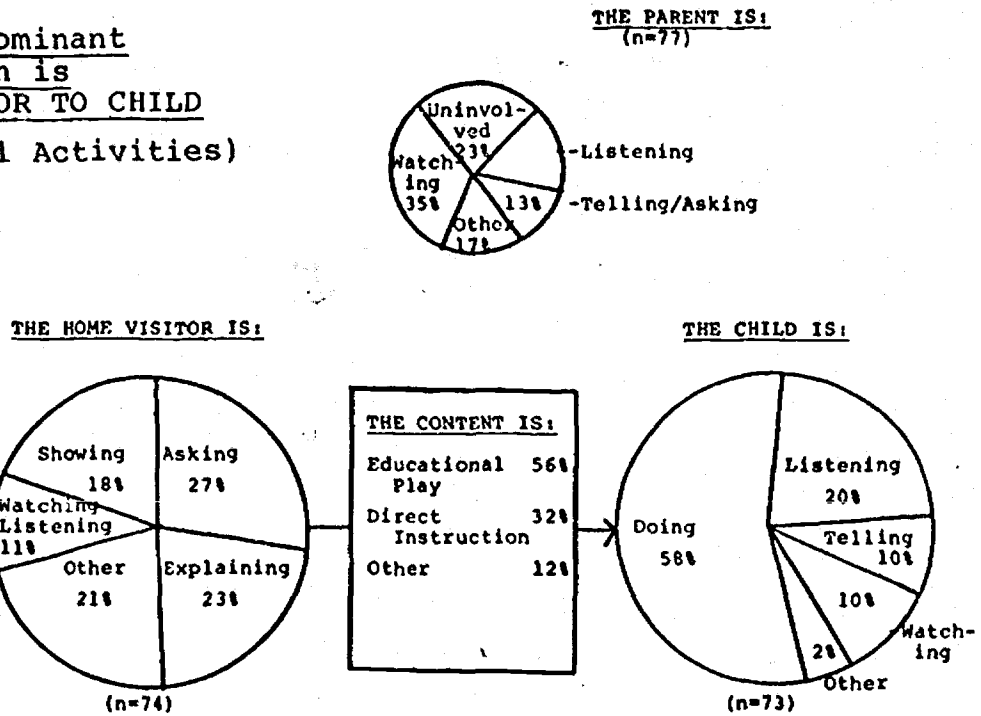 ominant
n is
OR TO CHILD
l Activities)
THE PARENT IS:
(n=77)
Uninvol-
ved
23%
Watch-
ing
35%
-Listening
13%
-Telling/Asking
Other
17%
THE HOME VISITOR IS:
Showing
18%
Asking
27%
Watching
Listening
11%
Other
21%
Explaining
23%
(n=74)
THE CONTENT IS:
Educational 56%
Play
Direct 32%
Instruction
Other 12%
THE CHILD IS:
Doing
58%
Listening
20%
Telling
10%
10%
Watch-
ing
2%
Other
(n=73)